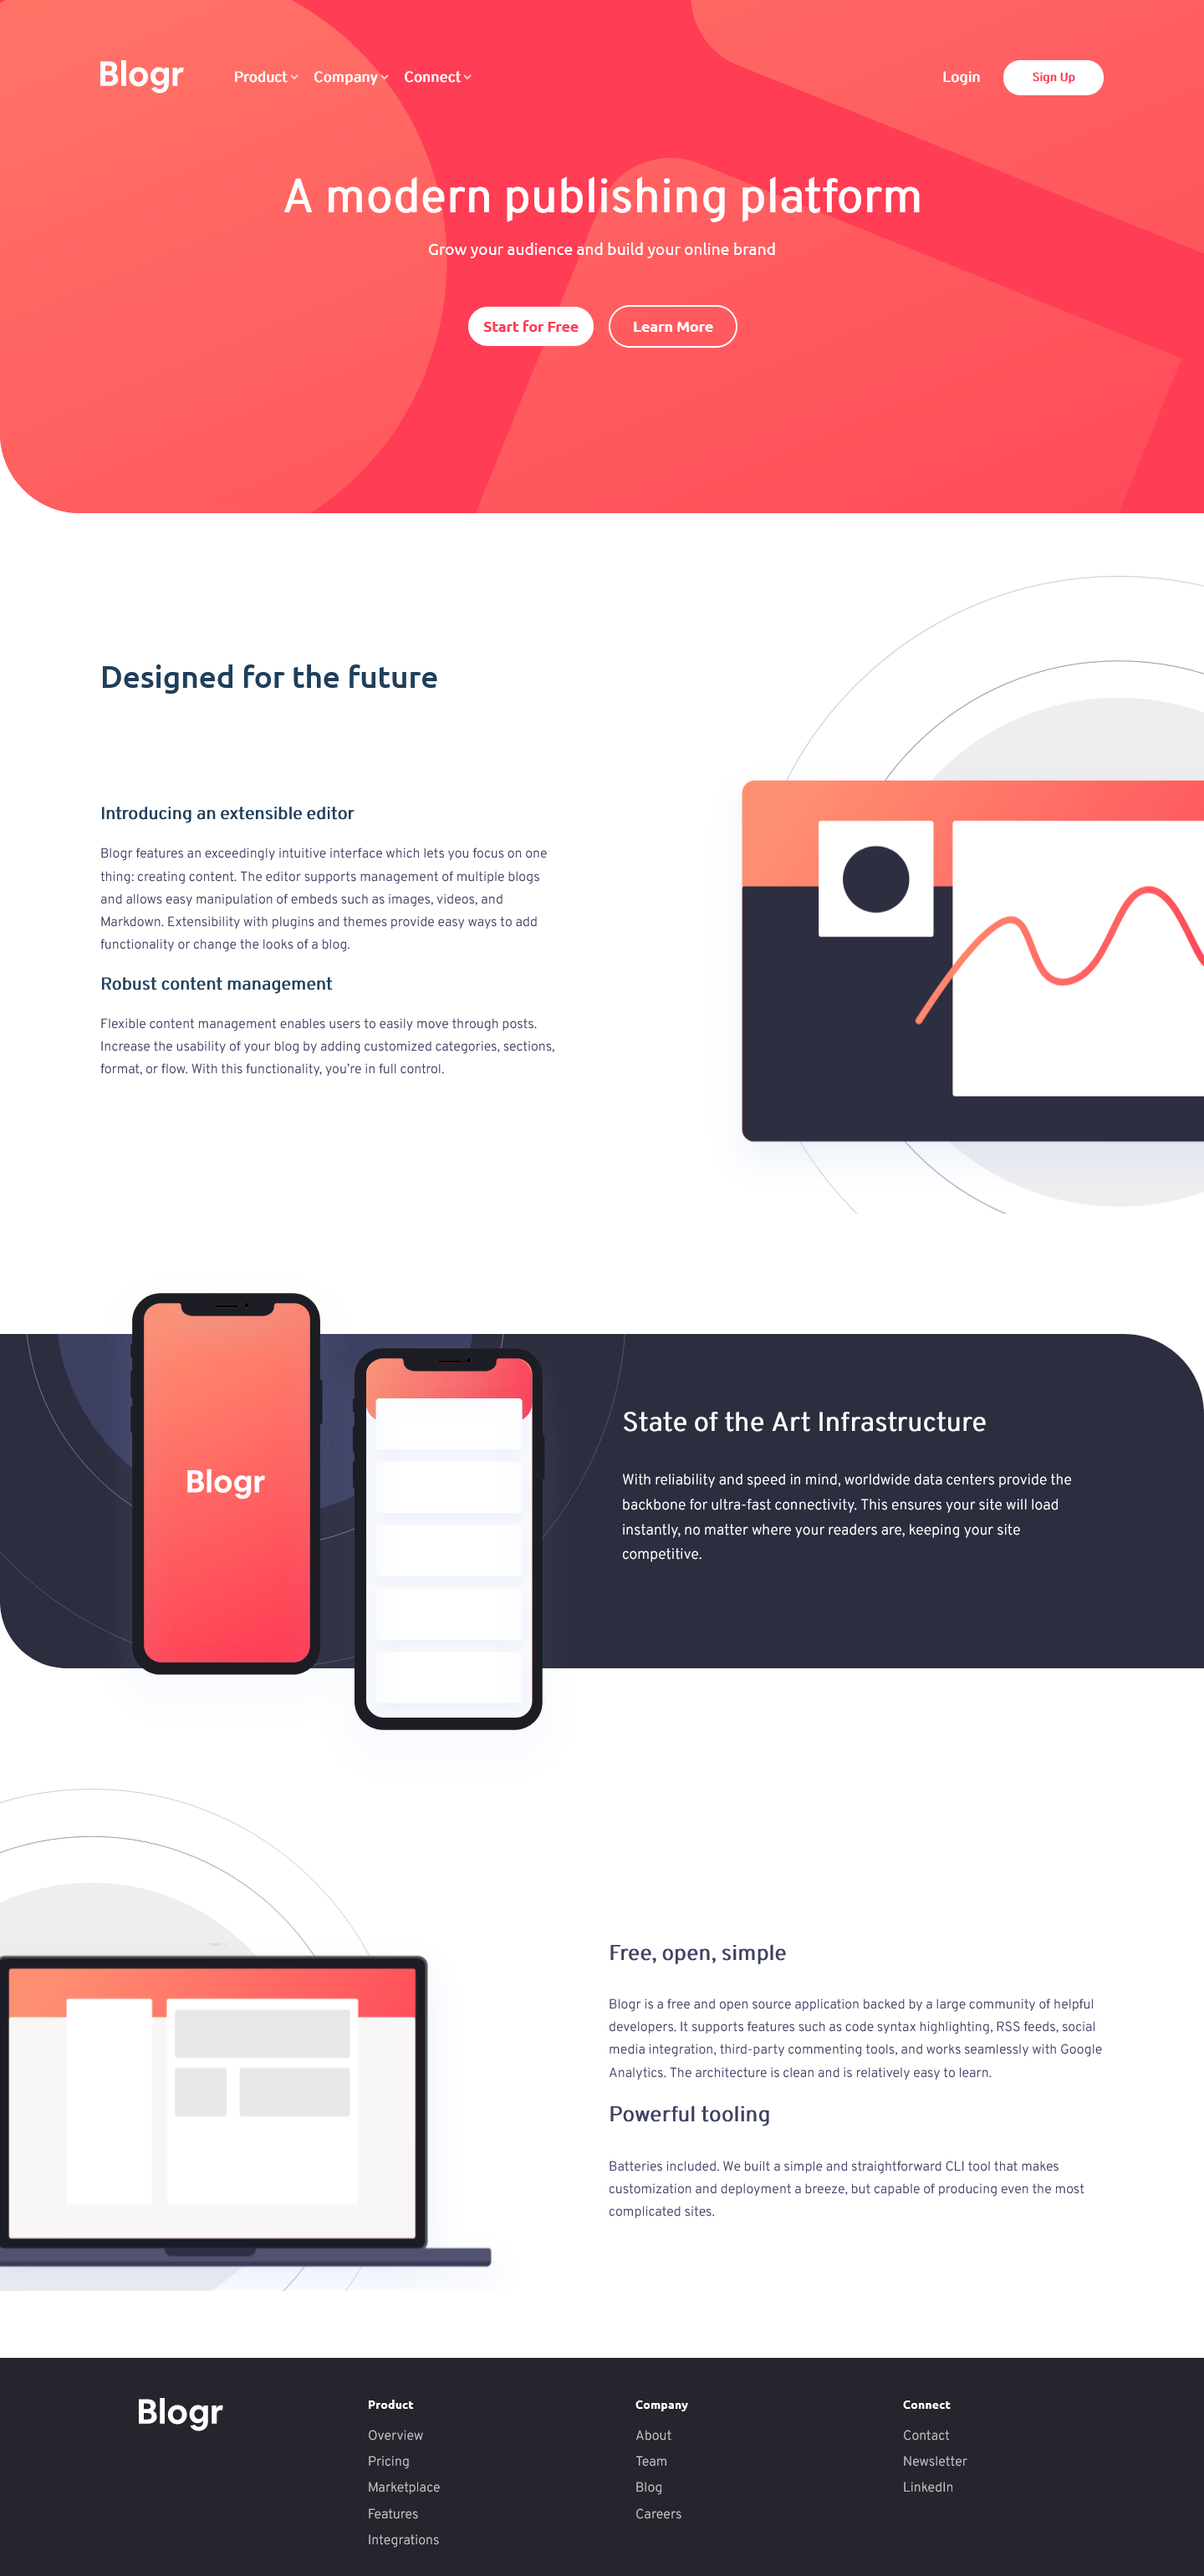 Blogr
Product
Company
Connect
Login
Sign Up
A modern publishing platform
Grow your audience and build your online brand
Start for Free
Learn More
Designed for the future
Introducing an extensible editor
Blogr features an exceedingly intuitive interface which lets you focus on one
thing: creating content. The editor supports management of multiple blogs
and allows easy manipulation of embeds such as images, videos, and
Markdown. Extensibility with plugins and themes provide easy ways to add
functionality or change the looks of a blog.
Robust content management
Flexible content management enables users to easily move through posts.
Increase the usability of your blog by adding customized categories, sections,
format, or flow. With this functionality, you’re in full control.
Blogr
State of the Art Infrastructure
With reliability and speed in mind, worldwide data centers provide the
backbone for ultra-fast connectivity. This ensures your site will load
instantly, no matter where your readers are, keeping your site
competitive.
Free, open, simple
Blogr is a free and open source application backed by a large community of helpful
developers. It supports features such as code syntax highlighting, RSS feeds, social
media integration, third-party commenting tools, and works seamlessly with Google
Analytics. The architecture is clean and is relatively easy to learn.
Powerful tooling
Batteries included. We built a simple and straightforward CLI tool that makes
customization and deployment a breeze, but capable of producing even the most
complicated sites.
Blogr
Product
Overview
Pricing
Marketplace
Features
Integrations
Company
About
Team
Blog
Careers
Connect
Contact
Newsletter
LinkedIn